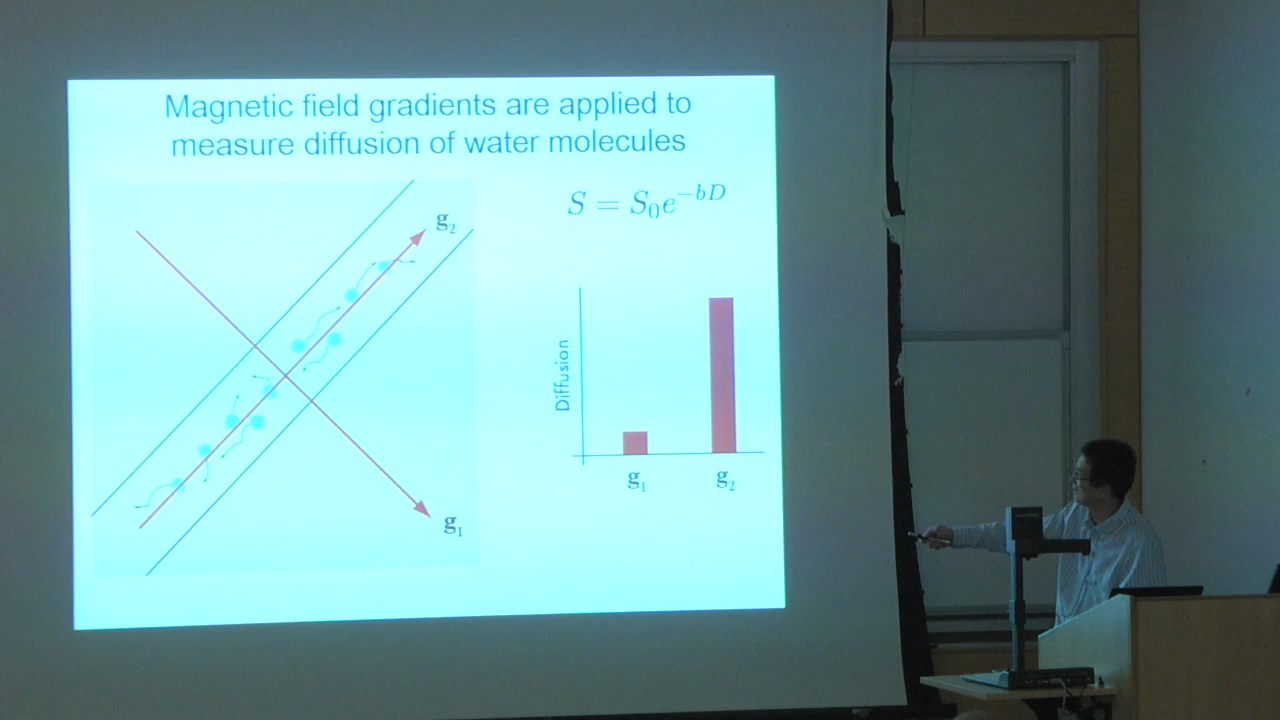 Magnetic field gradients are applied to
measure diffusion of water molecules
S = S₀e^{-bD}
g₂
g₁
Diffusion
g₁
g₂